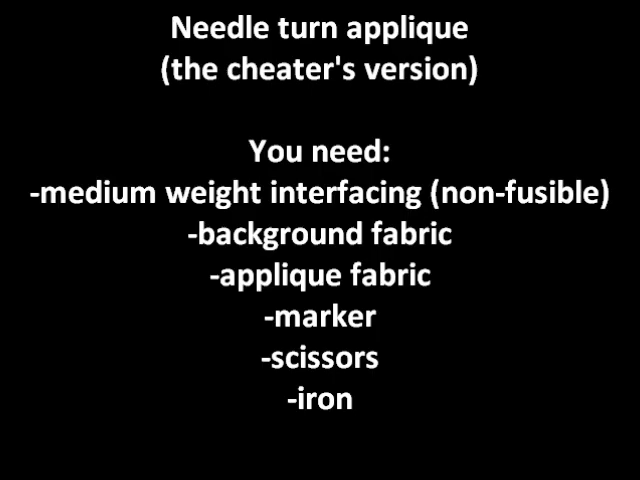 Needle turn applique
(the cheater's version)
You need:
-medium weight interfacing (non-fusible)
-background fabric
-applique fabric
-marker
-scissors
-iron